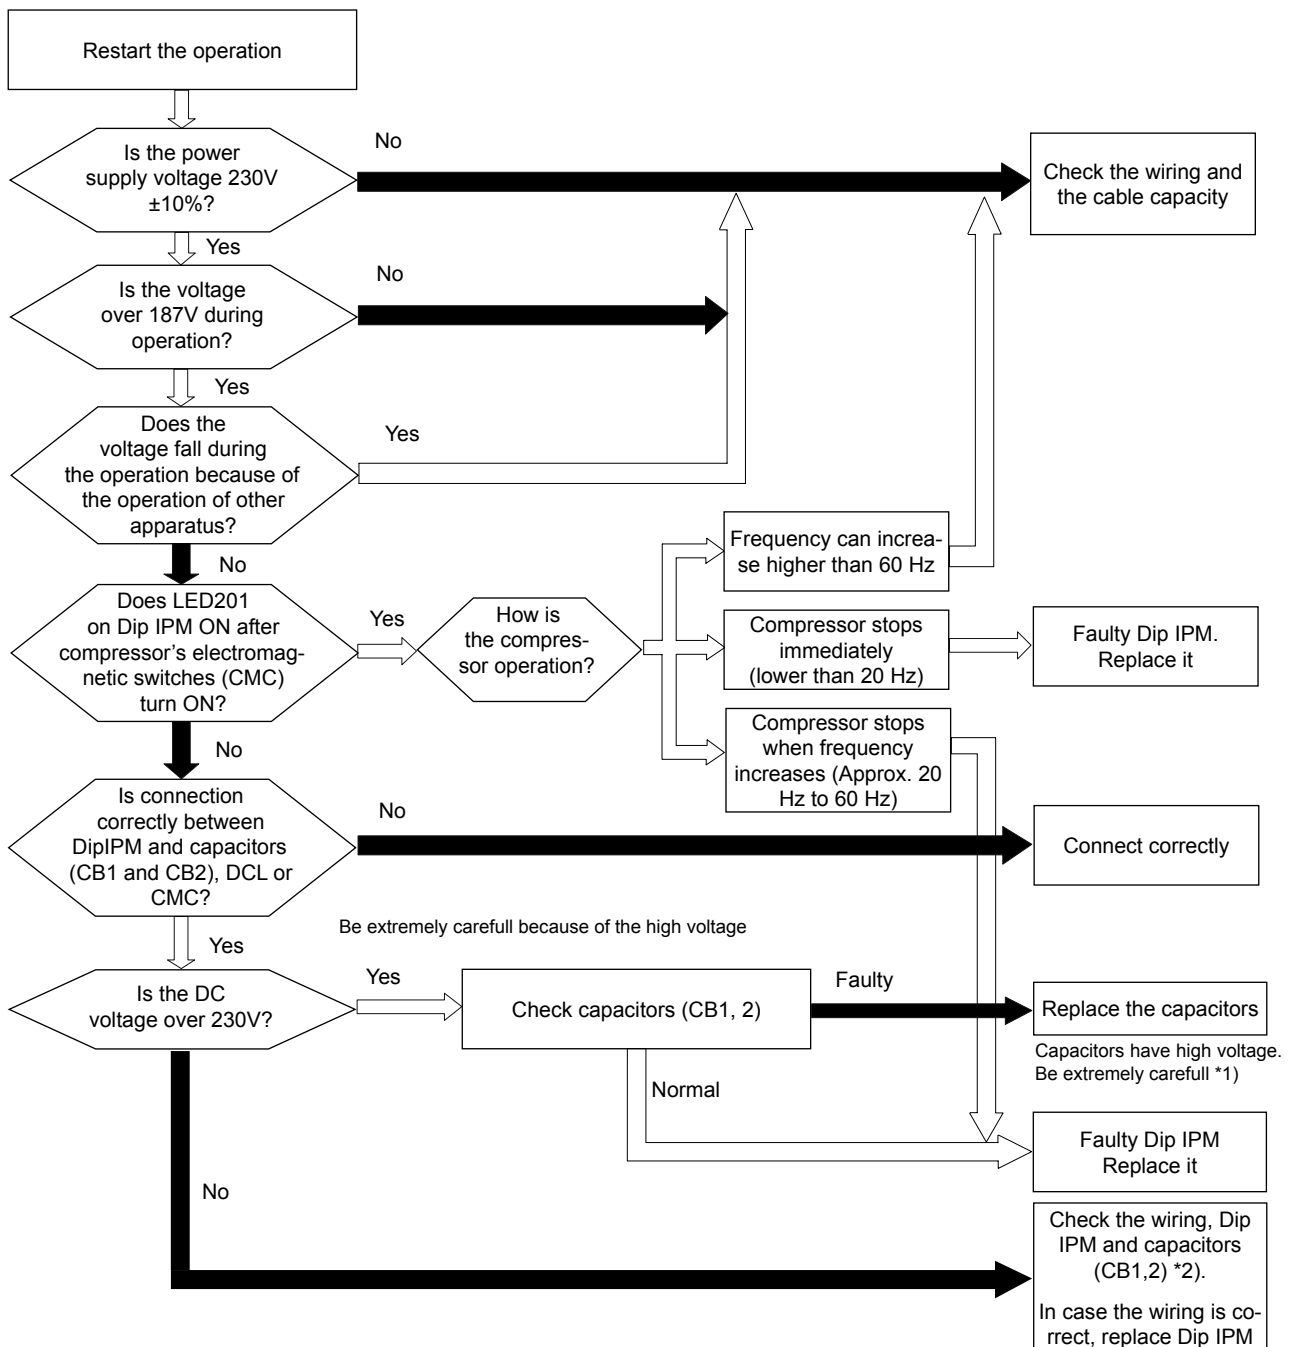 Restart the operation
Is the power
supply voltage 230V
±10%?
No
Check the wiring and
the cable capacity
Yes
Is the voltage
over 187V during
operation?
No
Yes
Does the
voltage fall during
the operation because of
the operation of other
apparatus?
Yes
No
Does LED201
on Dip IPM ON after
compressor’s electromag-
netic switches (CMC)
turn ON?
Yes
How is
the compres-
sor operation?
Frequency can increa-
se higher than 60 Hz
Compressor stops
immediately
(lower than 20 Hz)
Faulty Dip IPM.
Replace it
Compressor stops
when frequency
increases (Approx. 20
Hz to 60 Hz)
No
Is connection
correctly between
DipIPM and capacitors
(CB1 and CB2), DCL or
CMC?
No
Connect correctly
Be extremely carefull because of the high voltage
Yes
Is the DC
voltage over 230V?
Yes
Check capacitors (CB1, 2)
Faulty
Replace the capacitors
Capacitors have high voltage.
Be extremely carefull *1)
Normal
Faulty Dip IPM
Replace it
No
Check the wiring, Dip
IPM and capacitors
(CB1,2) *2).
In case the wiring is co-
rrect, replace Dip IPM